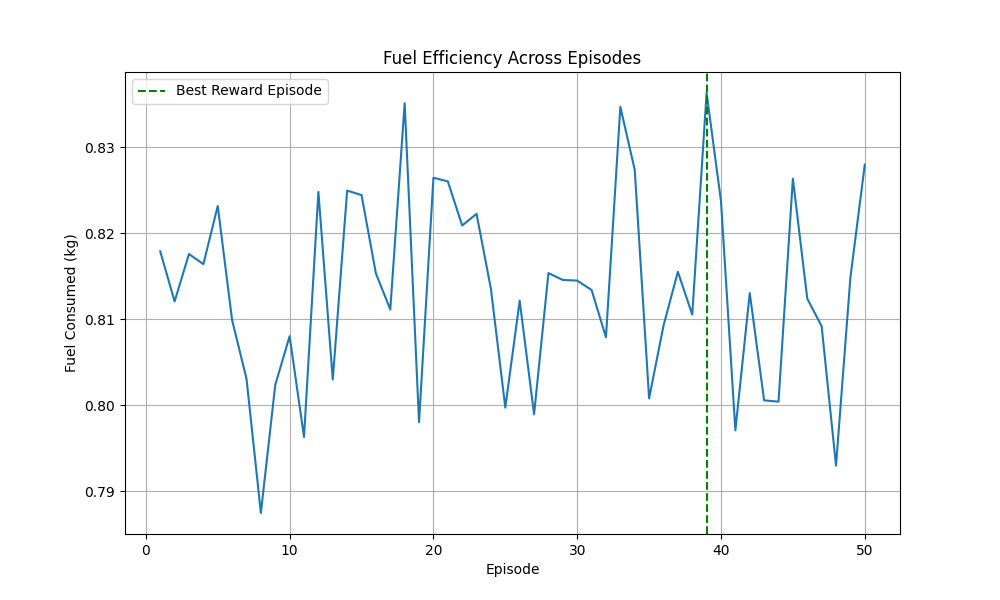 Fuel Efficiency Across Episodes
Best Reward Episode
Fuel Consumed (kg)
0.83
0.82
0.81
0.80
0.79
0 10 20 30 40 50
Episode